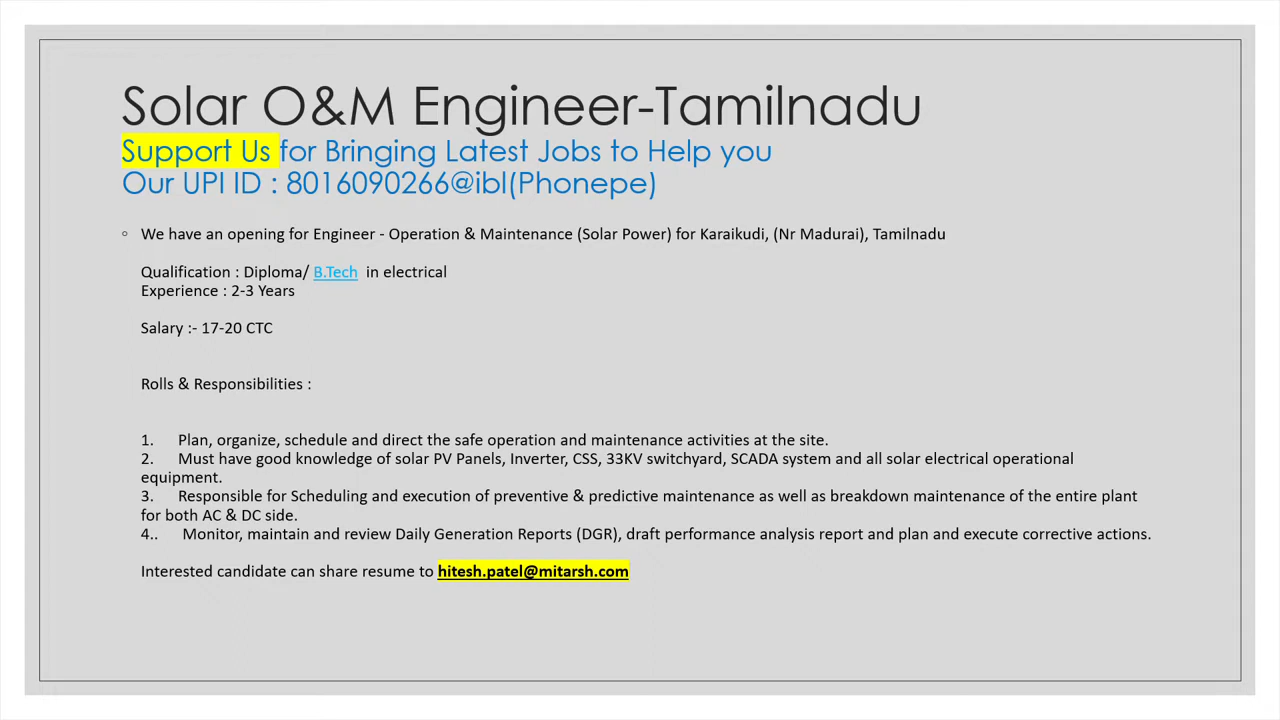 Solar O&M Engineer-Tamilnadu
Support Us for Bringing Latest Jobs to Help you
Our UPI ID : 8016090266@ibl(Phonepe)
◦ We have an opening for Engineer - Operation & Maintenance (Solar Power) for Karaikudi, (Nr Madurai), Tamilnadu
Qualification : Diploma/ B.Tech in electrical
Experience : 2-3 Years
Salary :- 17-20 CTC
Rolls & Responsibilities :
1. Plan, organize, schedule and direct the safe operation and maintenance activities at the site.
2. Must have good knowledge of solar PV Panels, Inverter, CSS, 33KV switchyard, SCADA system and all solar electrical operational
equipment.
3. Responsible for Scheduling and execution of preventive & predictive maintenance as well as breakdown maintenance of the entire plant
for both AC & DC side.
4.. Monitor, maintain and review Daily Generation Reports (DGR), draft performance analysis report and plan and execute corrective actions.
Interested candidate can share resume to hitesh.patel@mitarsh.com